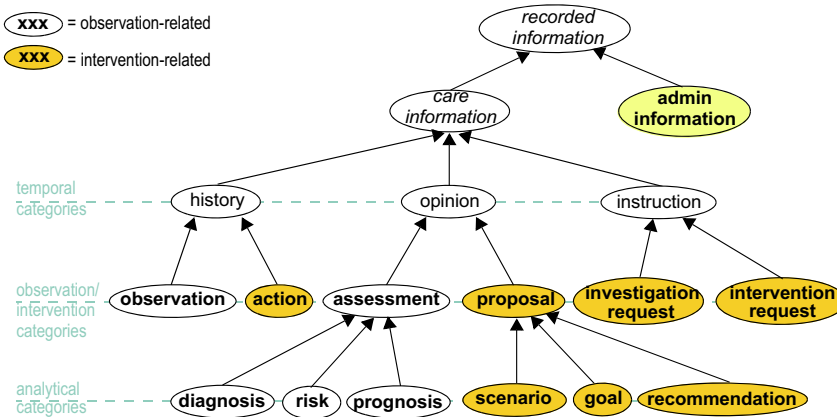 xxx = observation-related
xxx = intervention-related
recorded
information
care
information
admin
information
temporal
categories
history
opinion
instruction
observation/
intervention
categories
observation
action
assessment
proposal
investigation
request
intervention
request
analytical
categories
diagnosis
risk
prognosis
scenario
goal
recommendation